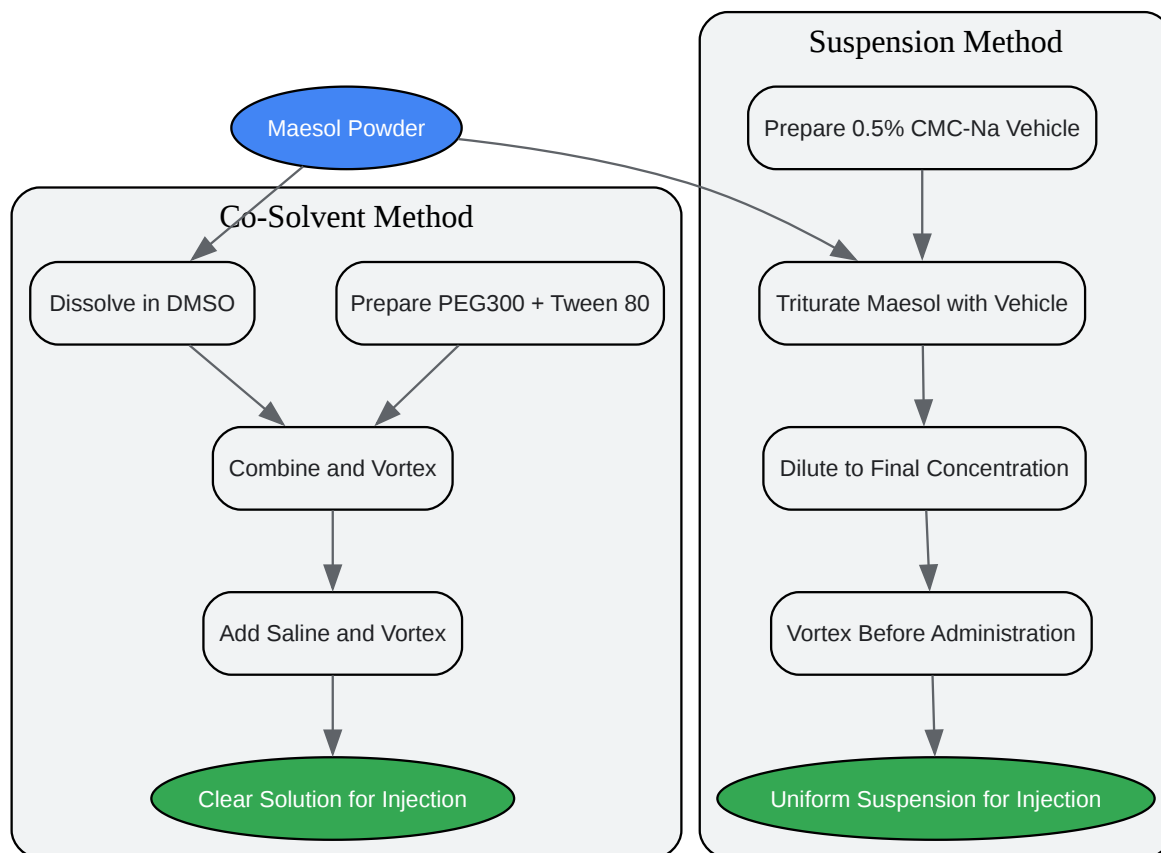 Suspension Method
Maesol Powder
Prepare 0.5% CMC-Na Vehicle
Co-Solvent Method
Dissolve in DMSO
Prepare PEG300 + Tween 80
Triturate Maesol with Vehicle
Combine and Vortex
Dilute to Final Concentration
Add Saline and Vortex
Vortex Before Administration
Clear Solution for Injection
Uniform Suspension for Injection